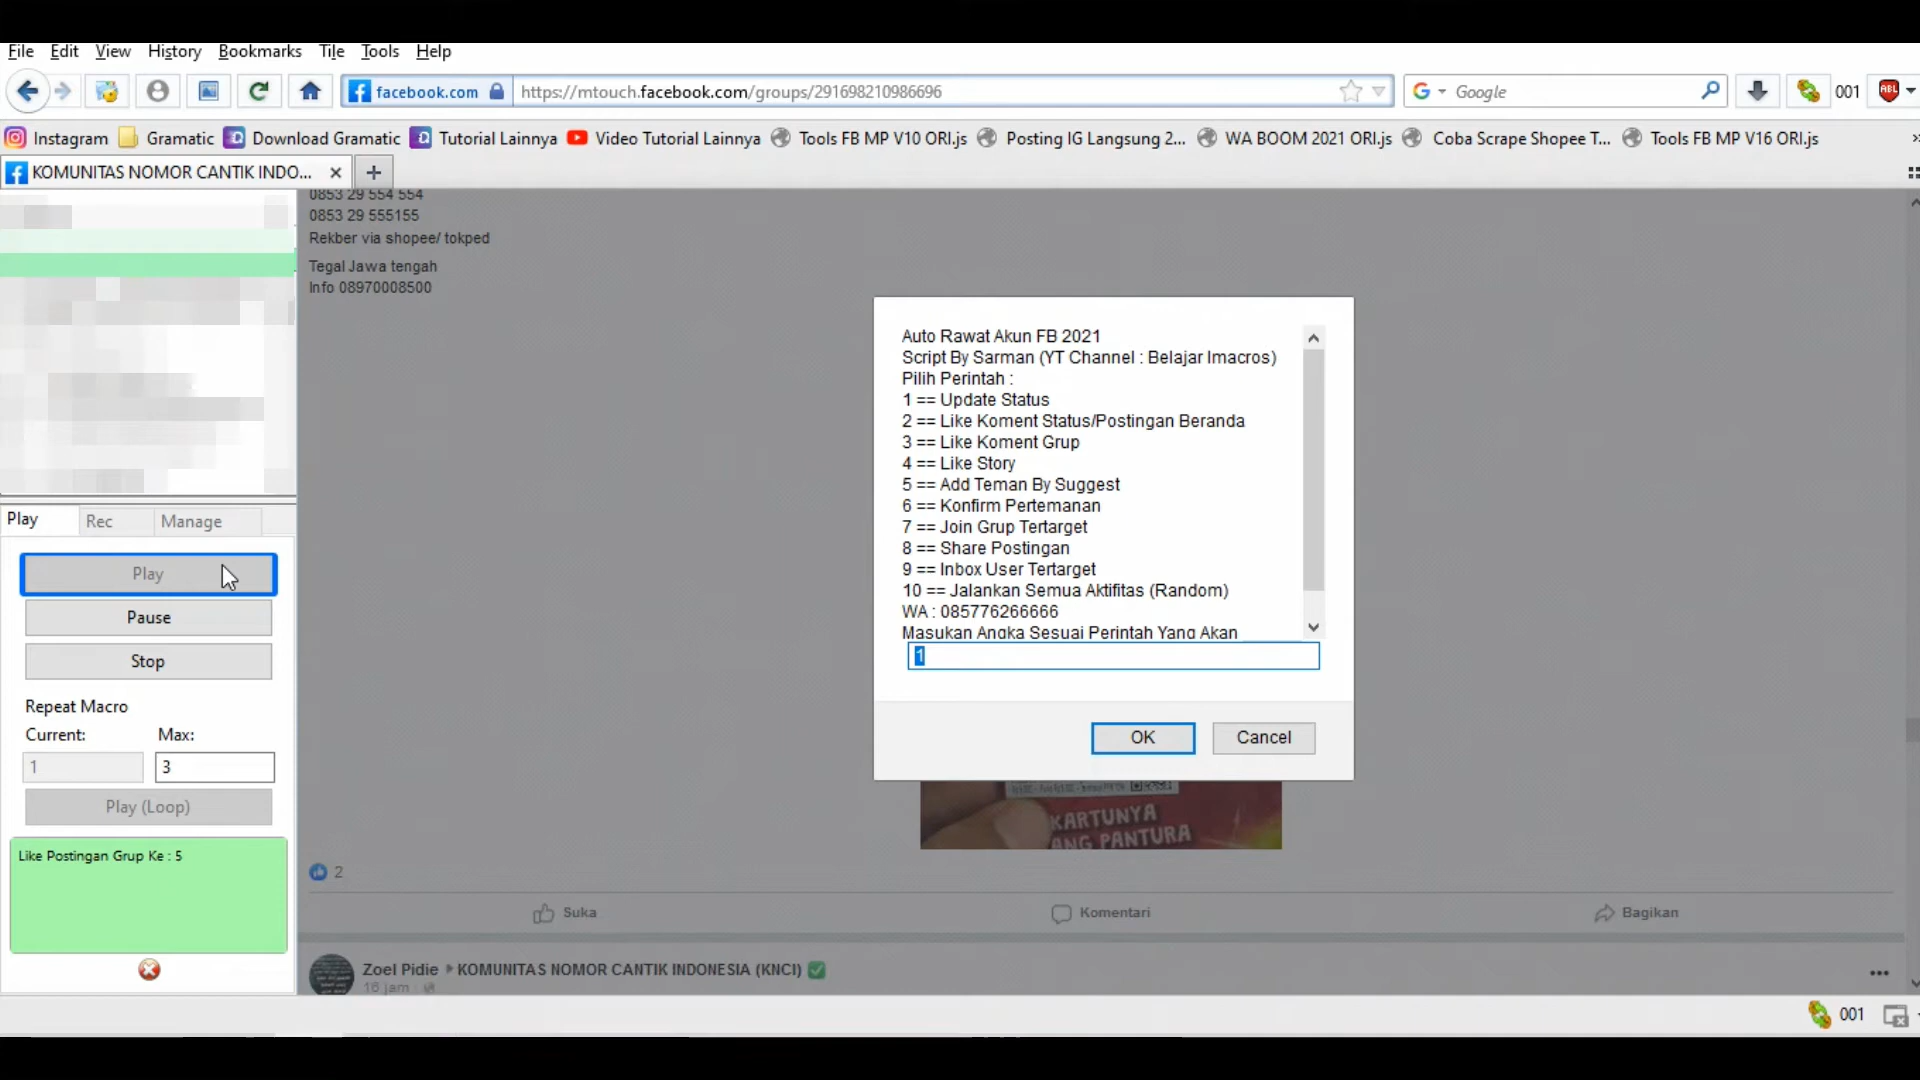 File Edit View History Bookmarks Tile Tools Help
facebook.com https://mtouch.facebook.com/groups/291698210986696 Google 001
Instagram Gramatic Download Gramatic Tutorial Lainnya Video Tutorial Lainnya Tools FB MP V10 ORI.js Posting IG Langsung 2... WA BOOM 2021 ORI.js Coba Scrape Shopee T... Tools FB MP V16 ORI.js
KOMUNITAS NOMOR CANTIK INDO...
0853 29 554 554
0853 29 555155
Rekber via shopee/ tokped
Tegal Jawa tengah
Info 08970008500
Auto Rawat Akun FB 2021
Script By Sarman (YT Channel : Belajar Imacros)
Pilih Perintah :
1 == Update Status
2 == Like Koment Status/Postingan Beranda
3 == Like Koment Grup
4 == Like Story
5 == Add Teman By Suggest
6 == Konfirm Pertemanan
7 == Join Grup Tertarget
8 == Share Postingan
9 == Inbox User Tertarget
10 == Jalankan Semua Aktifitas (Random)
WA : 085776266666
Masukan Angka Sesuai Perintah Yang Akan
1
OK Cancel
Play Rec Manage
Play
Pause
Stop
Repeat Macro
Current: Max:
1 3
Play (Loop)
Like Postingan Grup Ke : 5
KARTUNYA
ANG PANTURA
2
Suka Komentari Bagikan
Zoel Pidie KOMUNITAS NOMOR CANTIK INDONESIA (KNCI)
16 jam
001